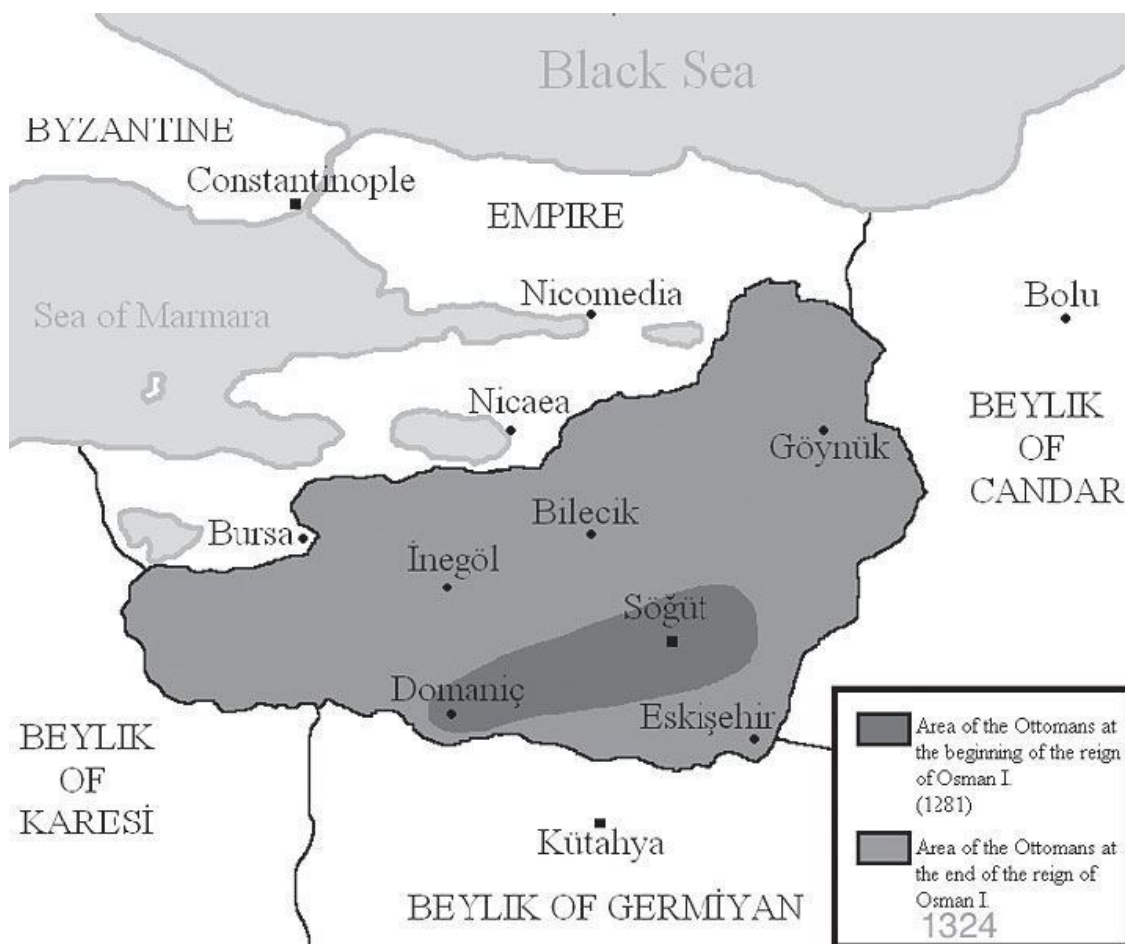 Black Sea
BYZANTINE
Constantinople
EMPIRE
Nicomedia
Bolu
Sea of Marmara
Nicaea
BEYLIK
OF
CANDAR
Göynük
Bursa
Bilecik
İnegöl
Söğüt
Domaniç
Eskişehir
BEYLIK
OF
KARESİ
Kütahya
BEYLIK OF GERMİYAN
Area of the Ottomans at
the beginning of the reign
of Osman I.
(1281)
Area of the Ottomans at
the end of the reign of
Osman I.
1324